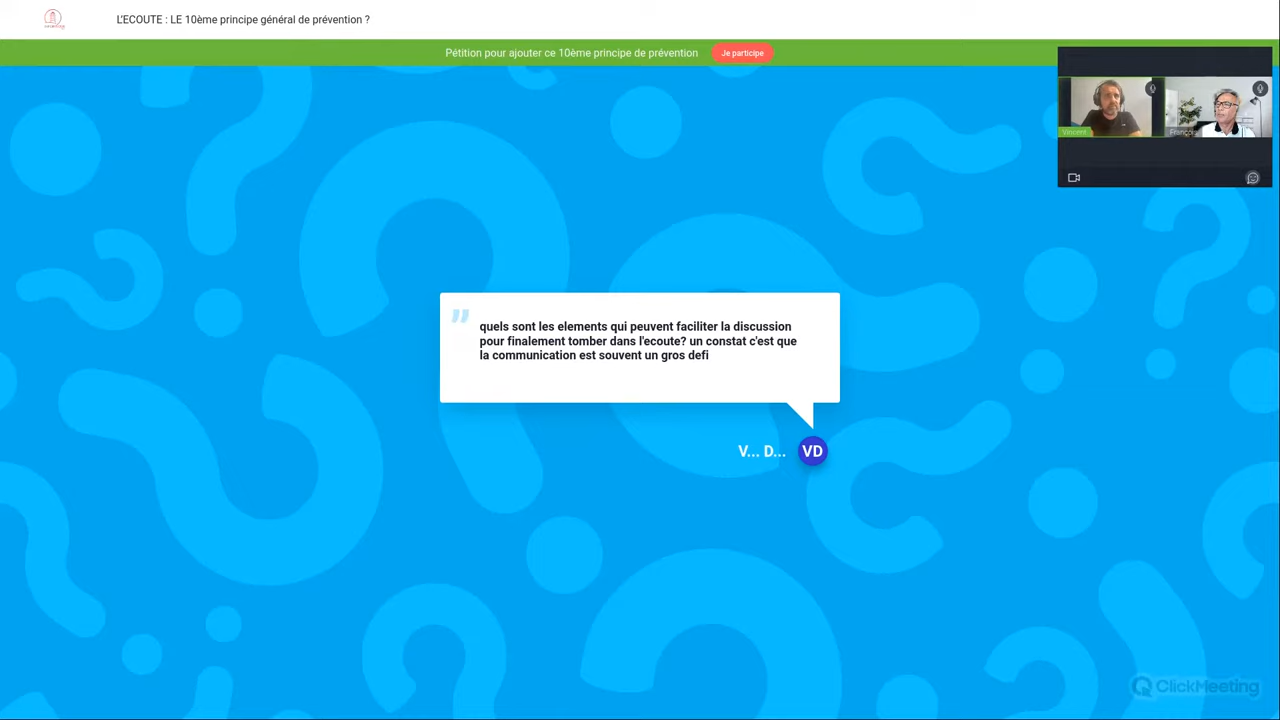 L'ECOUTE : LE 10ème principe général de prévention ?
Pétition pour ajouter ce 10ème principe de prévention
Je participe
Vincent
François
quels sont les elements qui peuvent faciliter la discussion
pour finalement tomber dans l'ecoute? un constat c'est que
la communication est souvent un gros defi
V... D...
VD
ClickMeeting